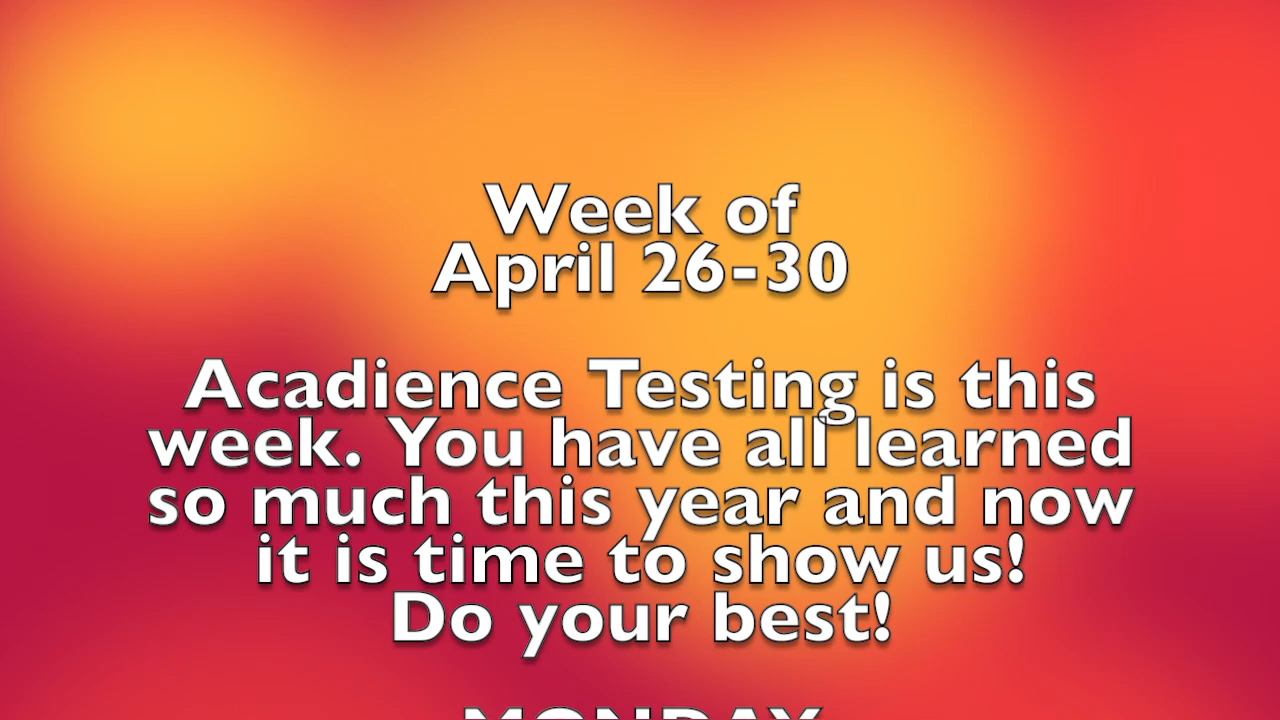 Week of
April 26-30
Acadience Testing is this
week. You have all learned
so much this year and now
it is time to show us!
Do your best!
MONDAY